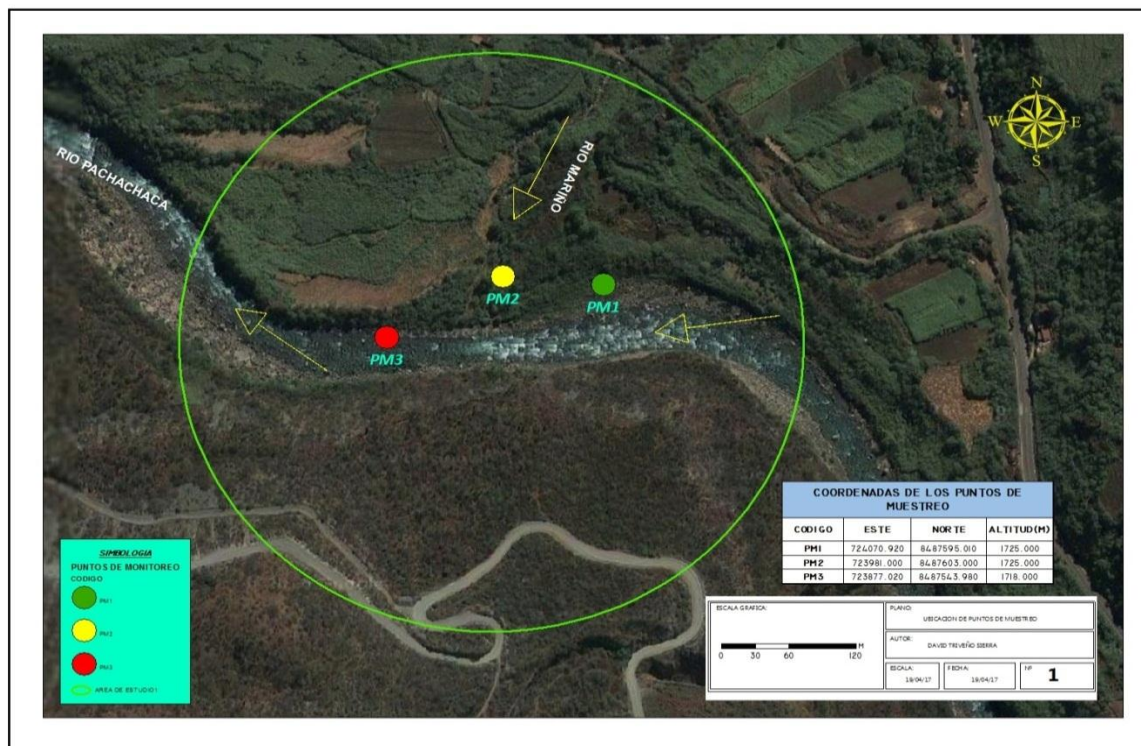 N
W E
S
RIO PACHACHACA
RIO MARIÑO
PM2
PM1
PM3
COORDENADAS DE LOS PUNTOS DE
MUESTREO
CODIGO ESTE NORTE ALTITUD(M)
PM1 724070.920 8487595.010 1725.000
PM2 723981.000 8487603.000 1725.000
PM3 723877.020 8487543.980 1718.000
SIMBOLOGIA
PUNTOS DE MONITOREO
CODIGO
PM1
PM2
PM3
AREA DE ESTUDIO1
ESCALA GRAFICA:
M
0 30 60 120
PLANO:
UBICACION DE PUNTOS DE MUESTREO
AUTOR:
DAVID TRIVEÑO SIERRA
ESCALA: FECHA: Nº
19/04/17 19/04/17 1